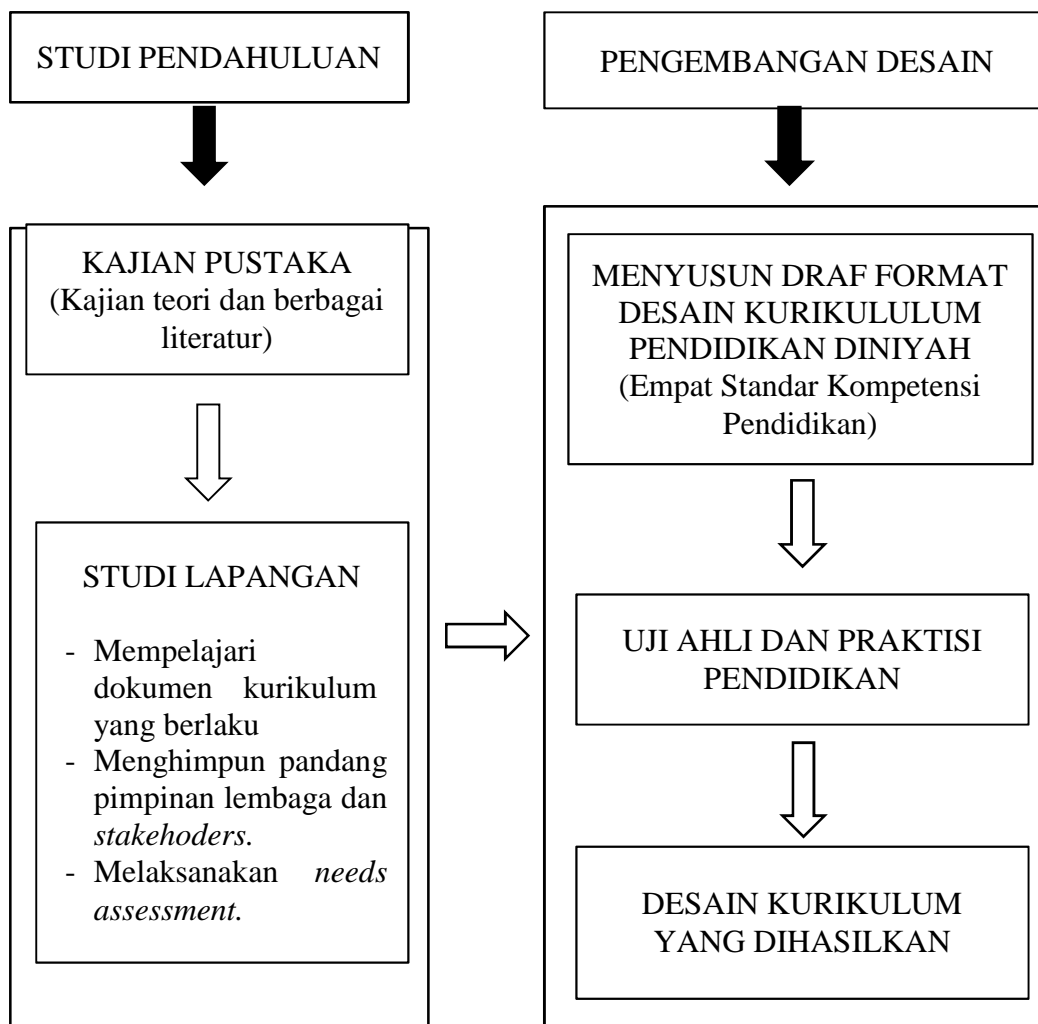 STUDI PENDAHULUAN
KAJIAN PUSTAKA
(Kajian teori dan berbagai
literatur)
STUDI LAPANGAN
- Mempelajari
dokumen kurikulum
yang berlaku
- Menghimpun pandang
pimpinan lembaga dan
stakehoders.
- Melaksanakan needs
assessment.
PENGEMBANGAN DESAIN
MENYUSUN DRAF FORMAT
DESAIN KURIKULULUM
PENDIDIKAN DINIYAH
(Empat Standar Kompetensi
Pendidikan)
UJI AHLI DAN PRAKTISI
PENDIDIKAN
DESAIN KURIKULUM
YANG DIHASILKAN